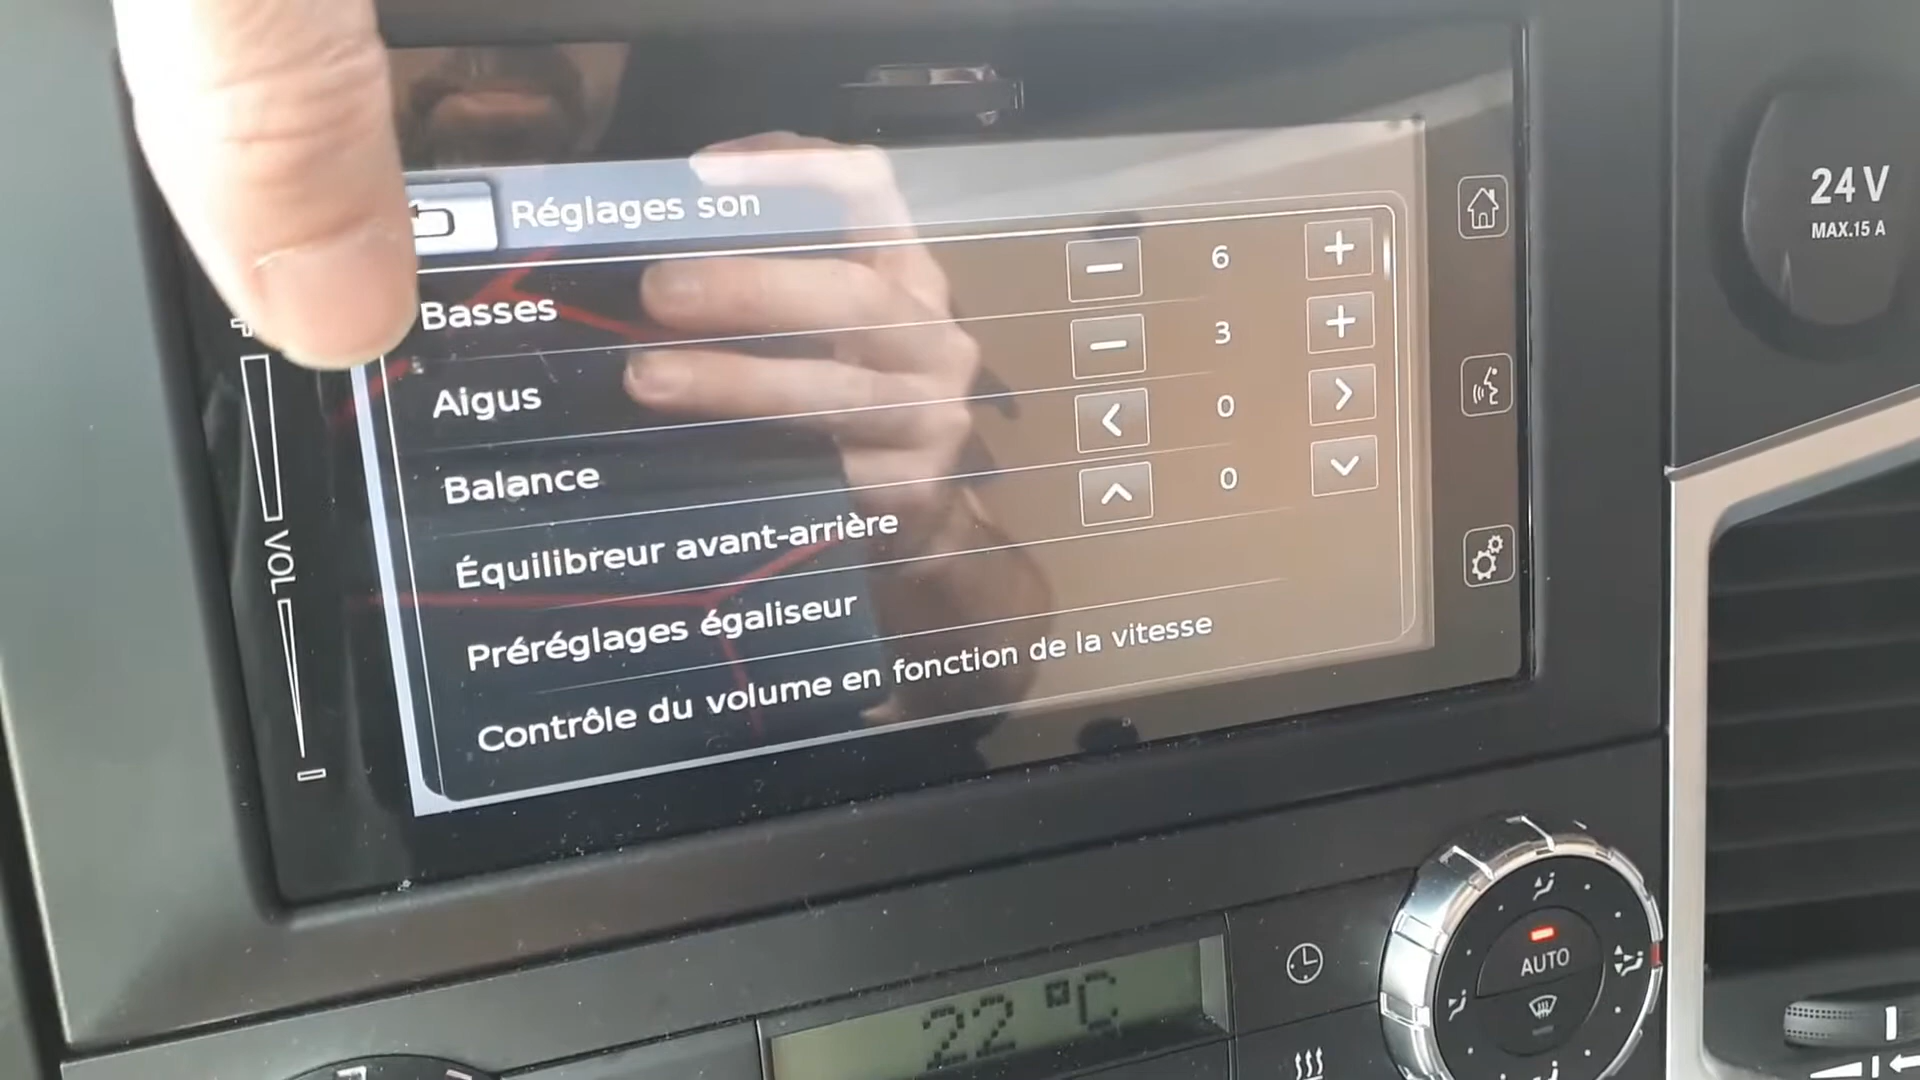 Réglages son
Basses − 6 +
Aigus − 3 +
Balance < 0 >
Équilibreur avant-arrière 0
Préréglages égaliseur
Contrôle du volume en fonction de la vitesse
+
VOL
24 V
MAX.15 A
22 °C
AUTO